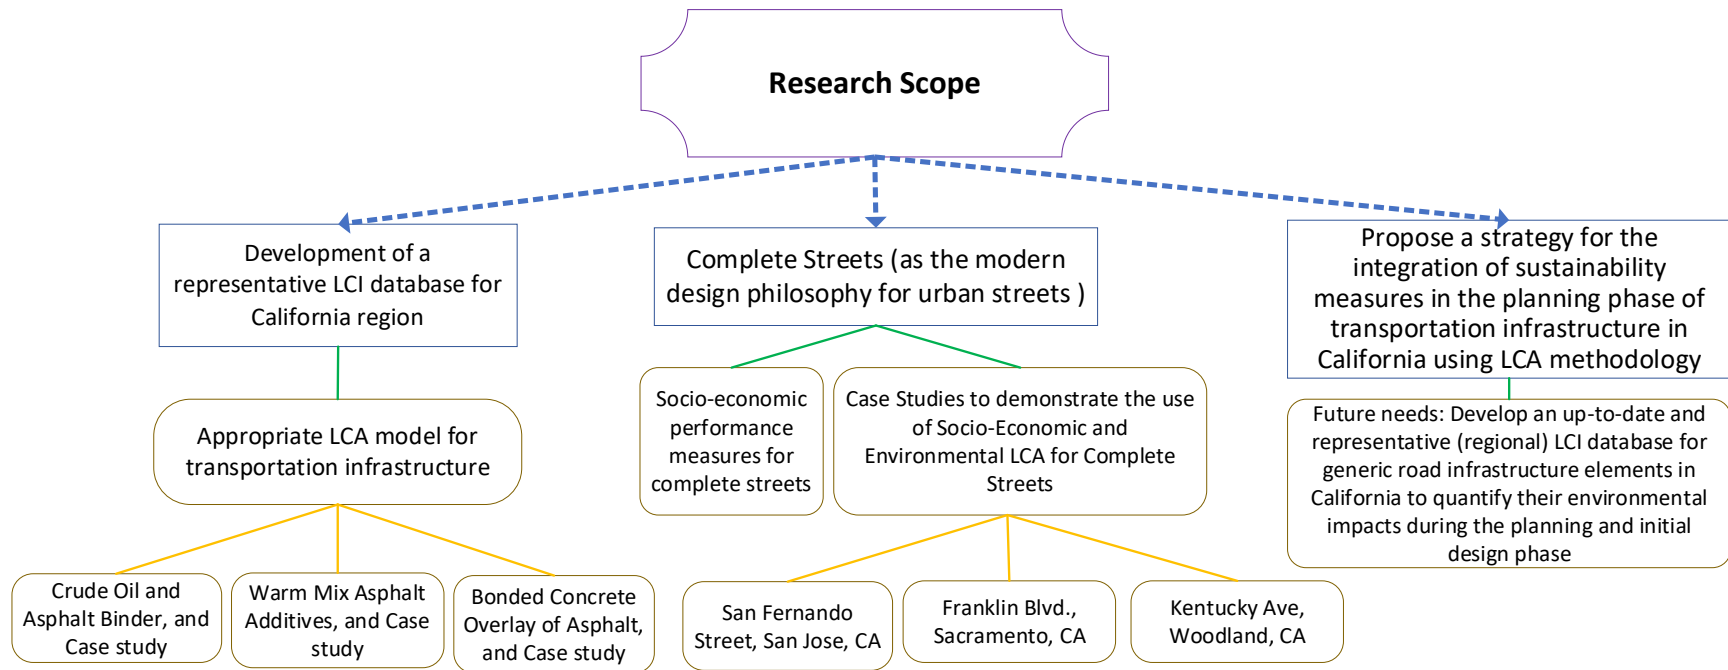 Research Scope
Development of a
representative LCI database for
California region
Complete Streets (as the modern
design philosophy for urban streets )
Propose a strategy for the
integration of sustainability
measures in the planning phase of
transportation infrastructure in
California using LCA methodology
Appropriate LCA model for
transportation infrastructure
Socio-economic
performance
measures for
complete streets
Case Studies to demonstrate the use
of Socio-Economic and
Environmental LCA for Complete
Streets
Future needs: Develop an up-to-date and
representative (regional) LCI database for
generic road infrastructure elements in
California to quantify their environmental
impacts during the planning and initial
design phase
Crude Oil and
Asphalt Binder, and
Case study
Warm Mix Asphalt
Additives, and Case
study
Bonded Concrete
Overlay of Asphalt,
and Case study
San Fernando
Street, San Jose, CA
Franklin Blvd.,
Sacramento, CA
Kentucky Ave,
Woodland, CA